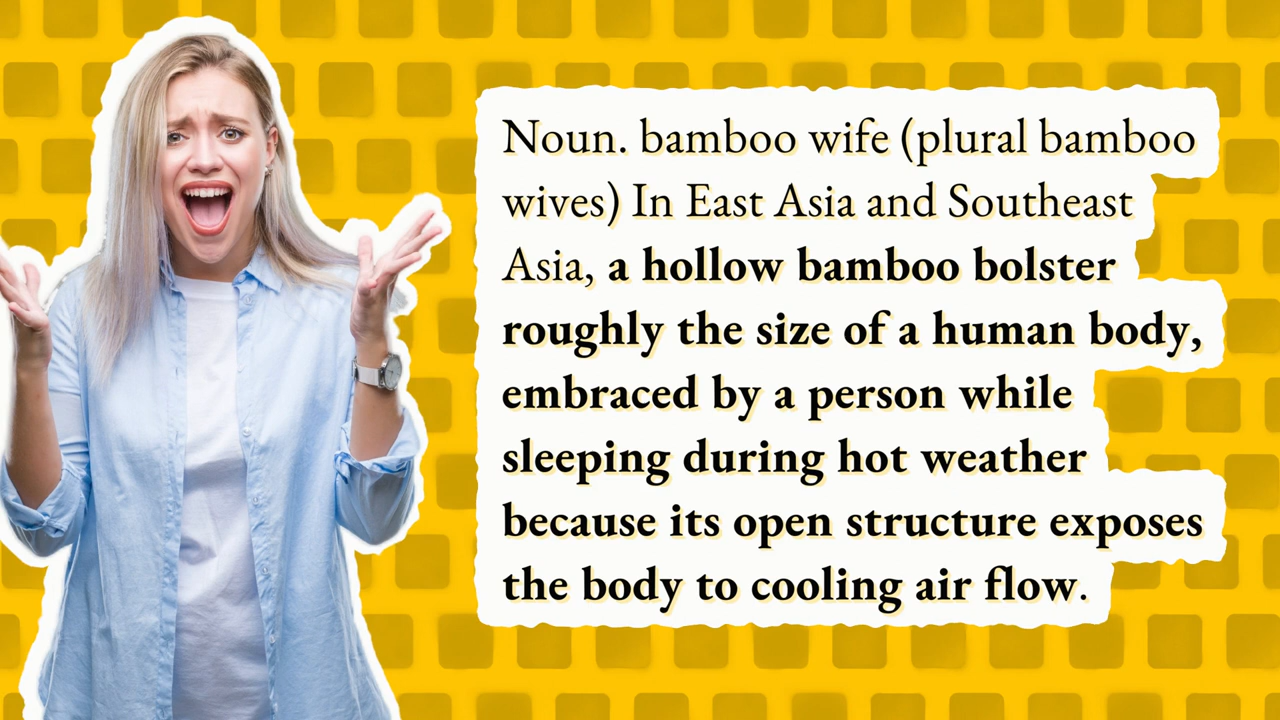 Noun. bamboo wife (plural bamboo
wives) In East Asia and Southeast
Asia, a hollow bamboo bolster
roughly the size of a human body,
embraced by a person while
sleeping during hot weather
because its open structure exposes
the body to cooling air flow.